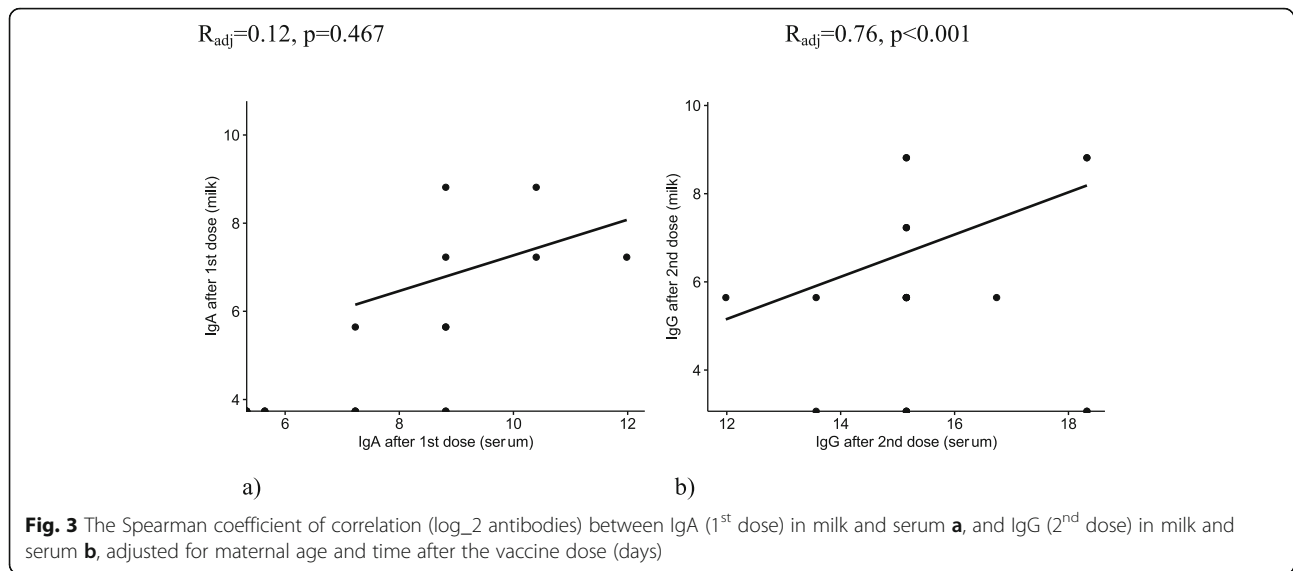 R_adj=0.12, p=0.467
R_adj=0.76, p<0.001
10
8
6
4
IgA after 1st dose (milk)
6 8 10 12
IgA after 1st dose (serum)
10
8
6
4
IgG after 2nd dose (milk)
12 14 16 18
IgG after 2nd dose (serum)
a)
b)
Fig. 3 The Spearman coefficient of correlation (log_2 antibodies) between IgA (1st dose) in milk and serum a, and IgG (2nd dose) in milk and
serum b, adjusted for maternal age and time after the vaccine dose (days)